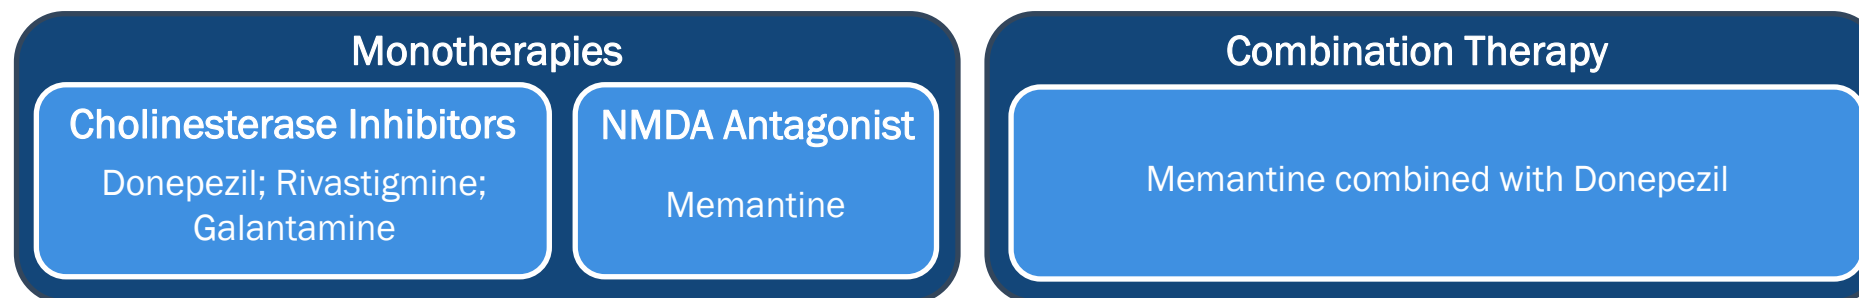 Monotherapies
Cholinesterase Inhibitors
Donepezil; Rivastigmine;
Galantamine
NMDA Antagonist
Memantine
Combination Therapy
Memantine combined with Donepezil